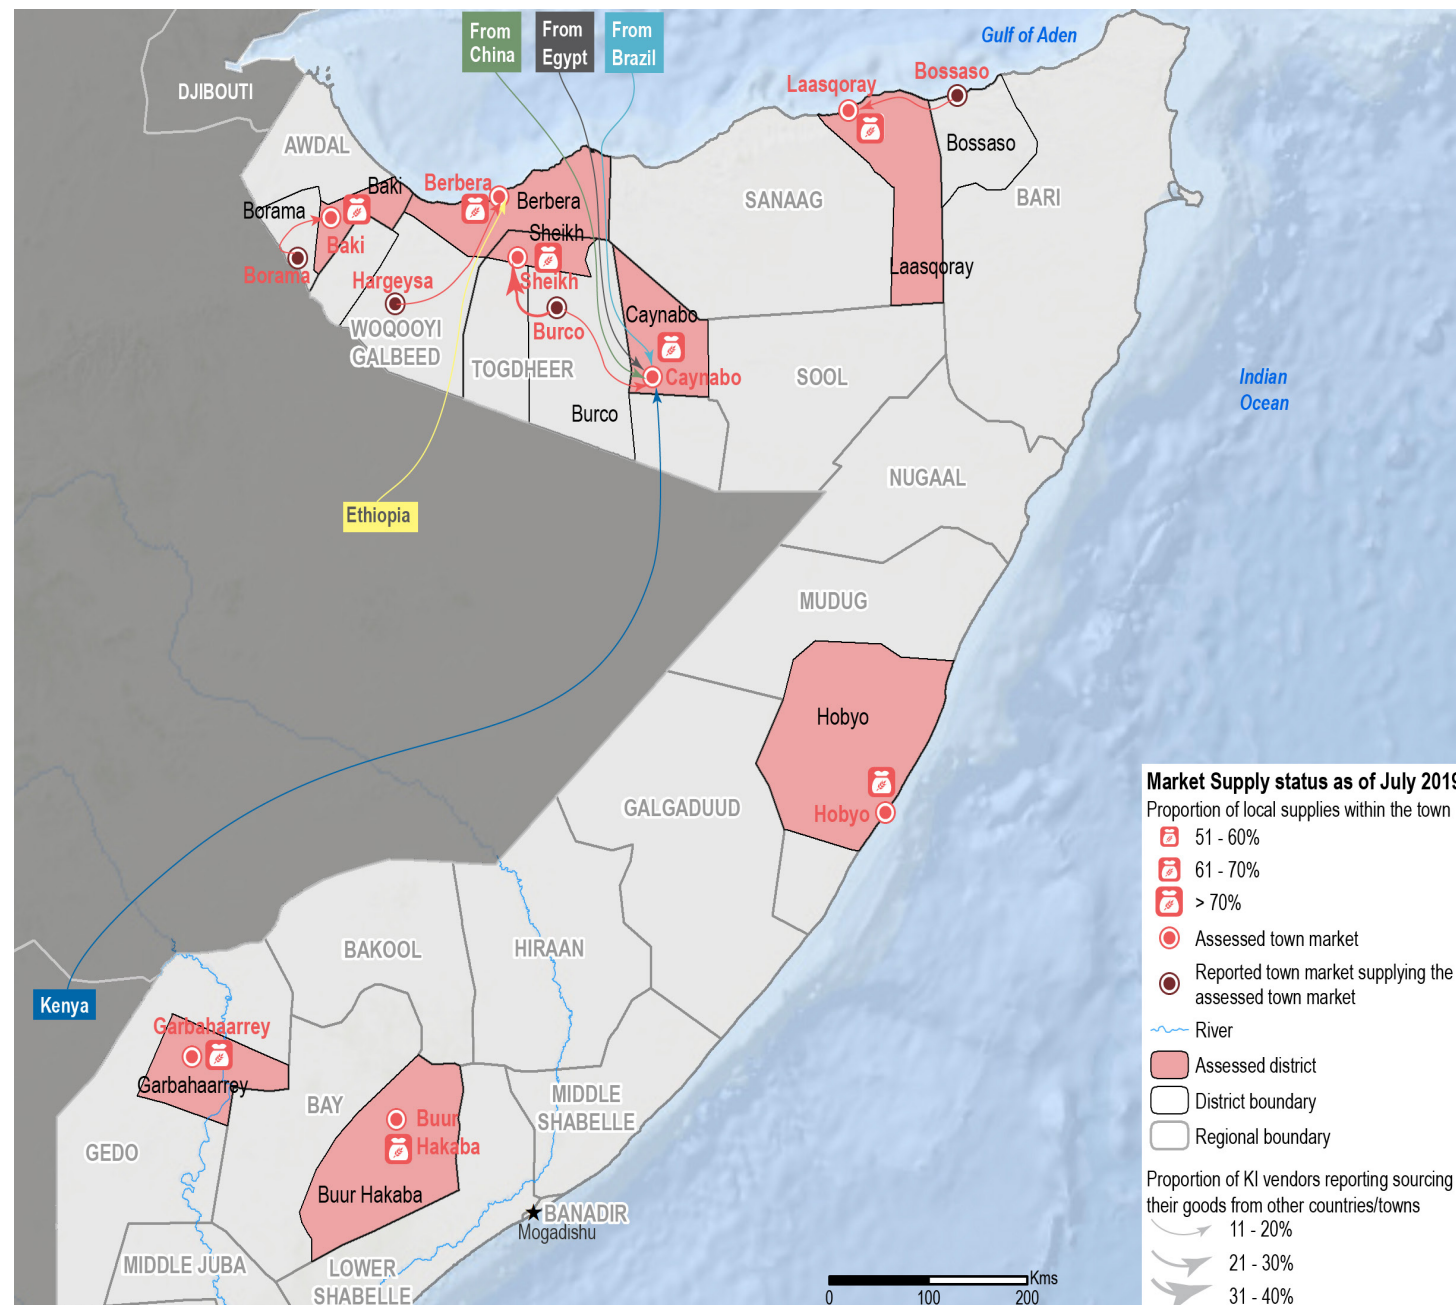 From
China
From
Egypt
From
Brazil
Gulf of Aden
DJIBOUTI
Laasqoray
Bossaso
AWDAL
Bossaso
Baki
Berbera
Berbera
SANAAG
BARI
Borama
Baki
Sheikh
Borama
Hargeysa
Sheikh
Laasqoray
WOQOOYI
GALBEED
Burco
Caynabo
TOGDHEER
Caynabo
SOOL
Indian
Ocean
Burco
NUGAAL
Ethiopia
MUDUG
Hobyo
GALGADUUD
Hobyo
BAKOOL
HIRAAN
Kenya
Garbahaarrey
Garbahaarrey
BAY
Buur
Hakaba
MIDDLE
SHABELLE
GEDO
Buur Hakaba
BANADIR
Mogadishu
MIDDLE JUBA
LOWER
SHABELLE
Market Supply status as of July 2019
Proportion of local supplies within the town
51 - 60%
61 - 70%
> 70%
Assessed town market
Reported town market supplying the
assessed town market
River
Assessed district
District boundary
Regional boundary
Proportion of KI vendors reporting sourcing
their goods from other countries/towns
11 - 20%
21 - 30%
31 - 40%
Kms
0 100 200